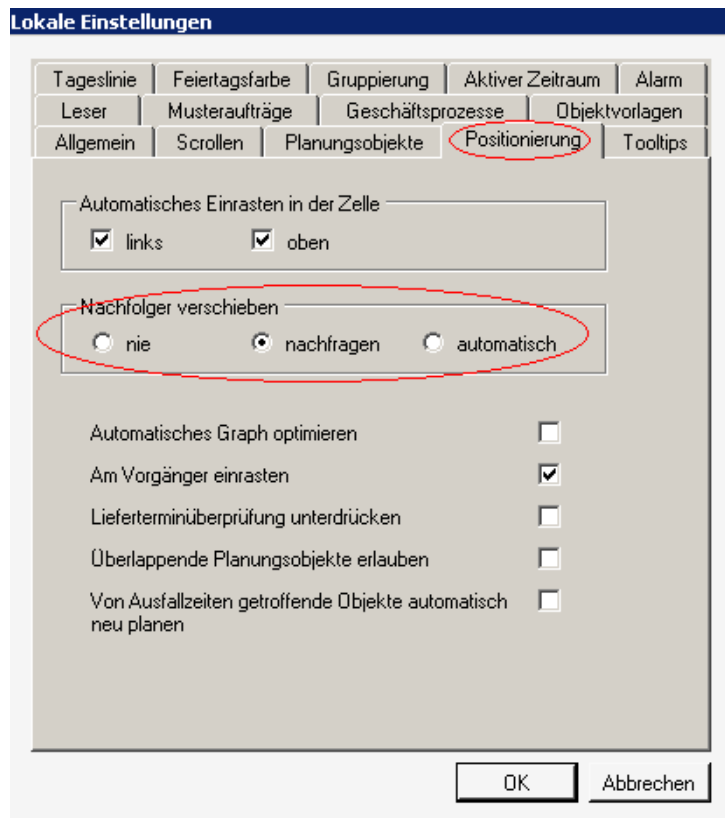 Lokale Einstellungen
Tageslinie Feiertagsfarbe Gruppierung Aktiver Zeitraum Alarm
Leser Musteraufträge Geschäftsprozesse Objektvorlagen
Allgemein Scrollen Planungsobjekte Positionierung Tooltips
Automatisches Einrasten in der Zelle
links oben
Nachfolger verschieben
nie nachfragen automatisch
Automatisches Graph optimieren
Am Vorgänger einrasten
Lieferterminüberprüfung unterdrücken
Überlappende Planungsobjekte erlauben
Von Ausfallzeiten getroffende Objekte automatisch
neu planen
OK Abbrechen